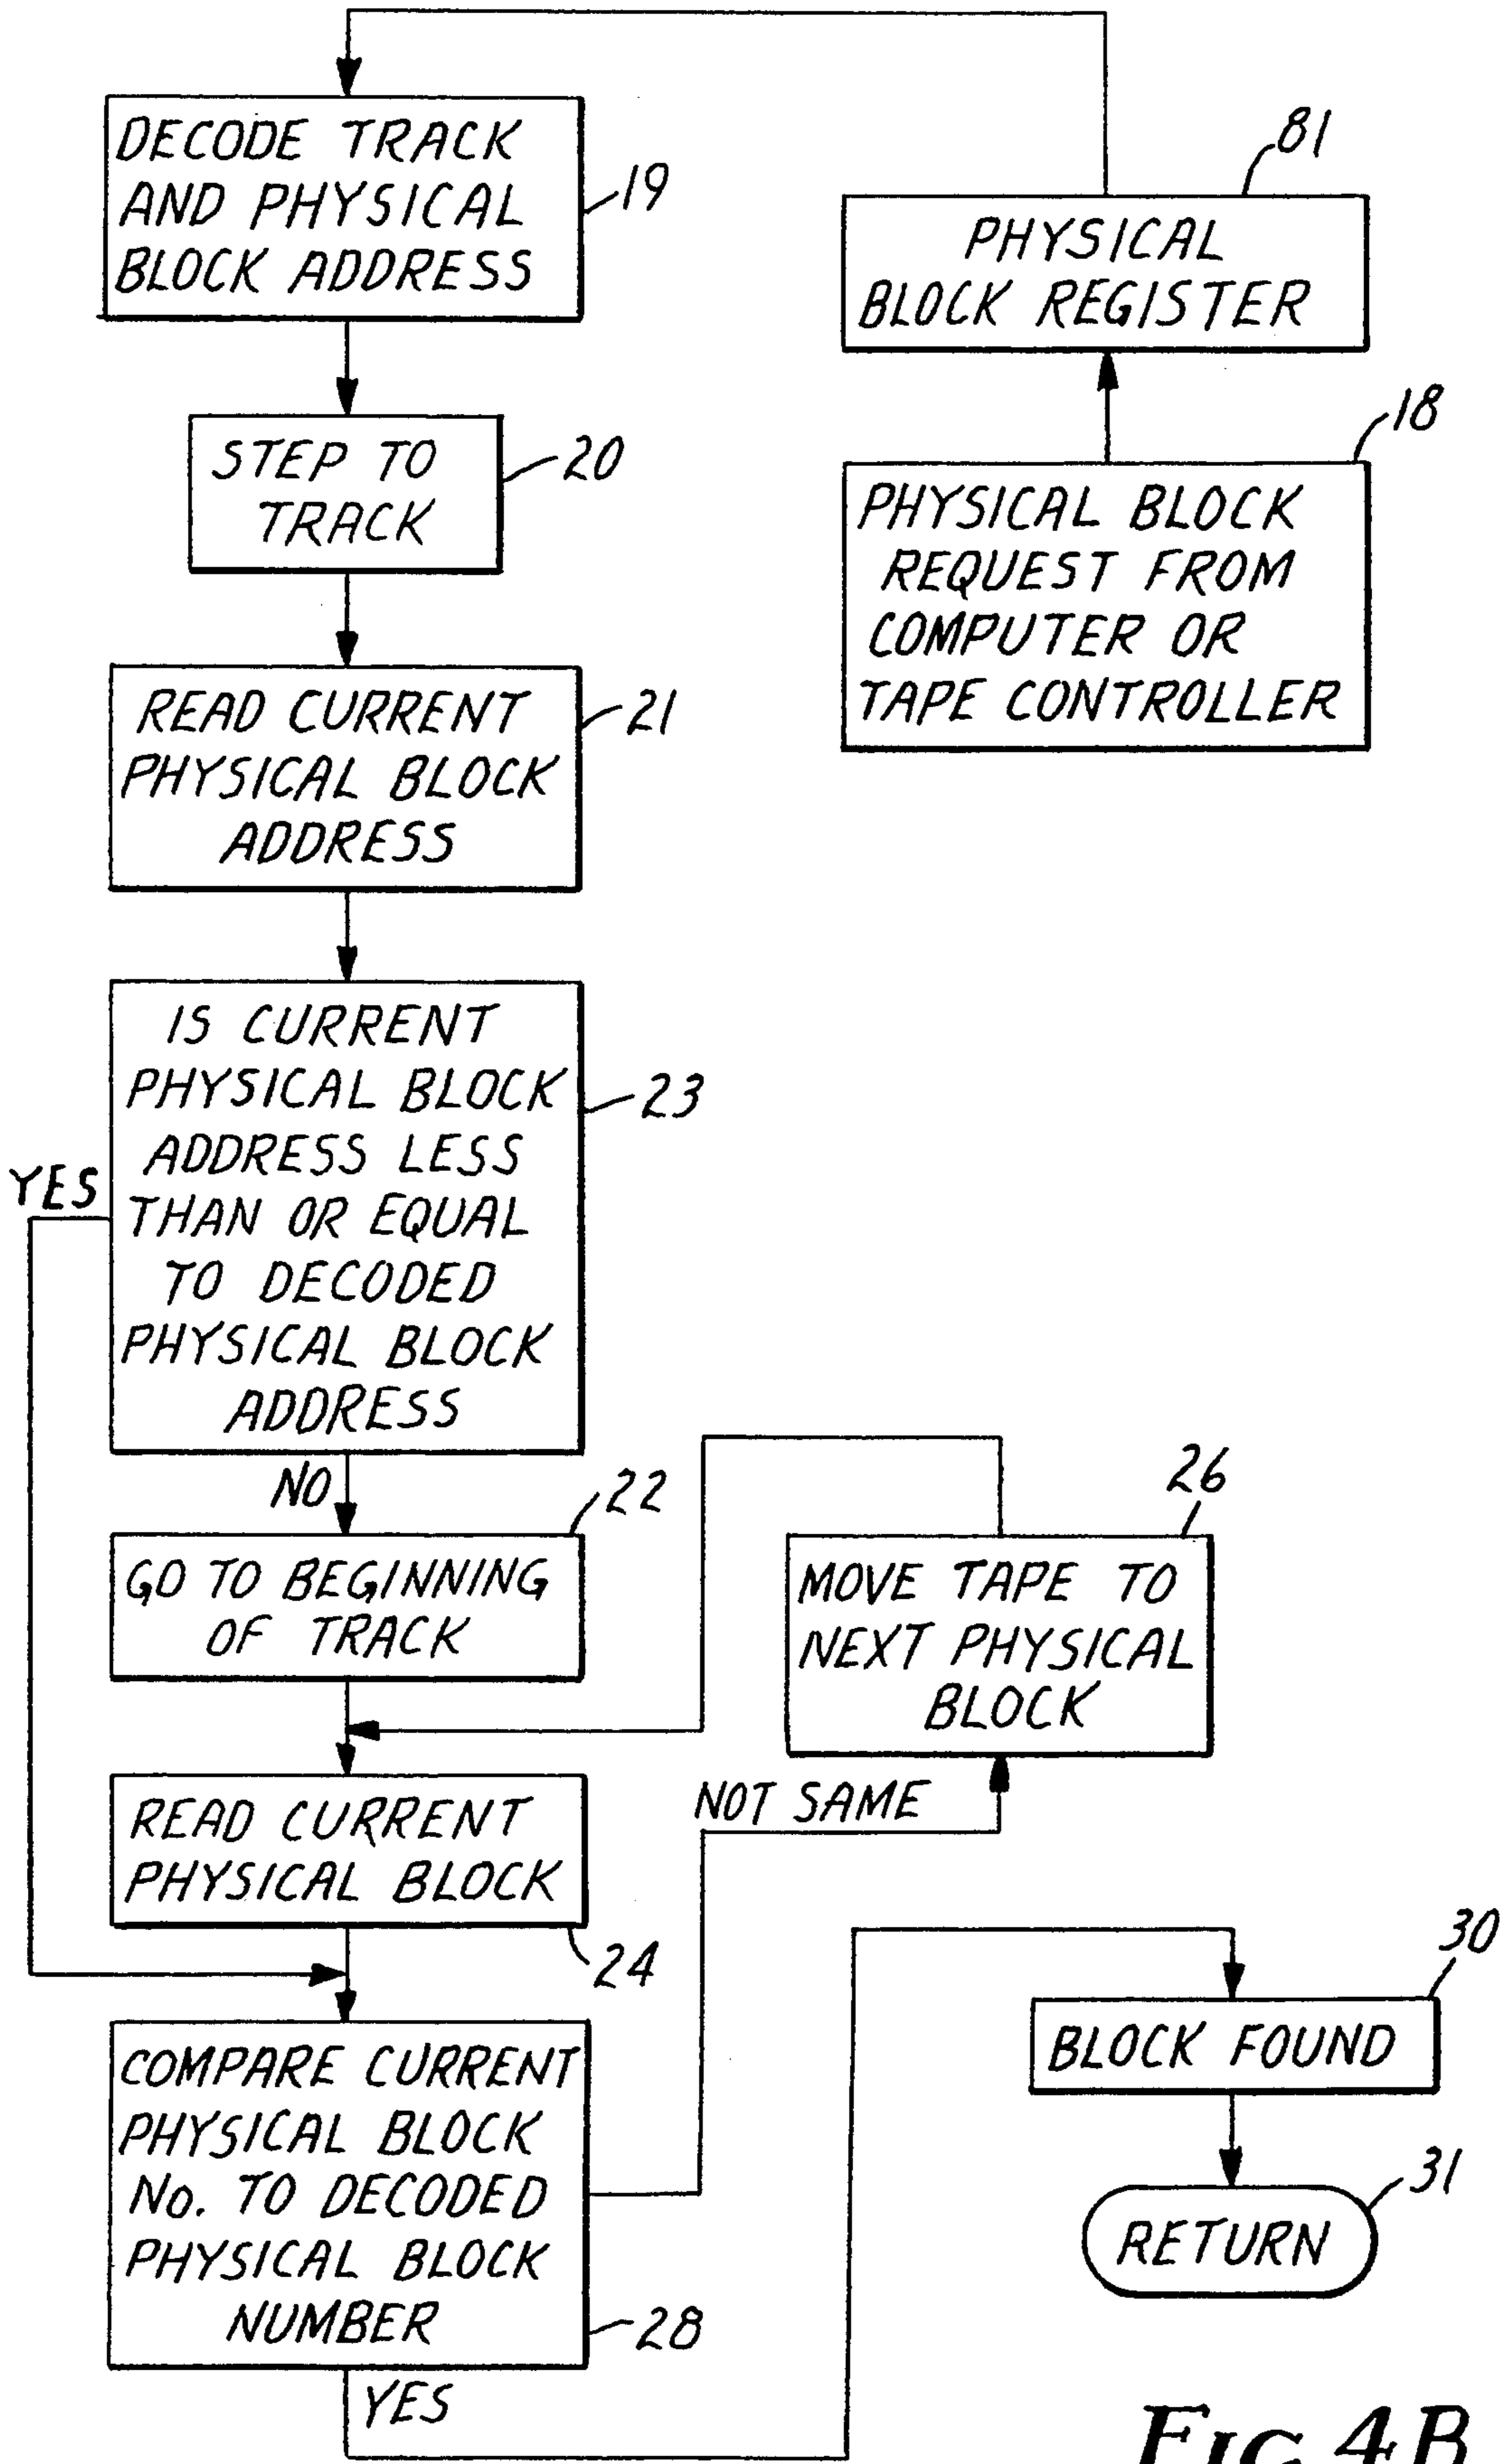 DECODE TRACK
AND PHYSICAL
BLOCK ADDRESS
19
81
PHYSICAL
BLOCK REGISTER
18
PHYSICAL BLOCK
REQUEST FROM
COMPUTER OR
TAPE CONTROLLER
STEP TO
TRACK
20
READ CURRENT
PHYSICAL BLOCK
ADDRESS
21
IS CURRENT
PHYSICAL BLOCK
ADDRESS LESS
THAN OR EQUAL
TO DECODED
PHYSICAL BLOCK
ADDRESS
23
YES
NO
22
GO TO BEGINNING
OF TRACK
26
MOVE TAPE TO
NEXT PHYSICAL
BLOCK
READ CURRENT
PHYSICAL BLOCK
24
NOT SAME
COMPARE CURRENT
PHYSICAL BLOCK
No. TO DECODED
PHYSICAL BLOCK
NUMBER
28
YES
30
BLOCK FOUND
31
RETURN
FIG. 4B